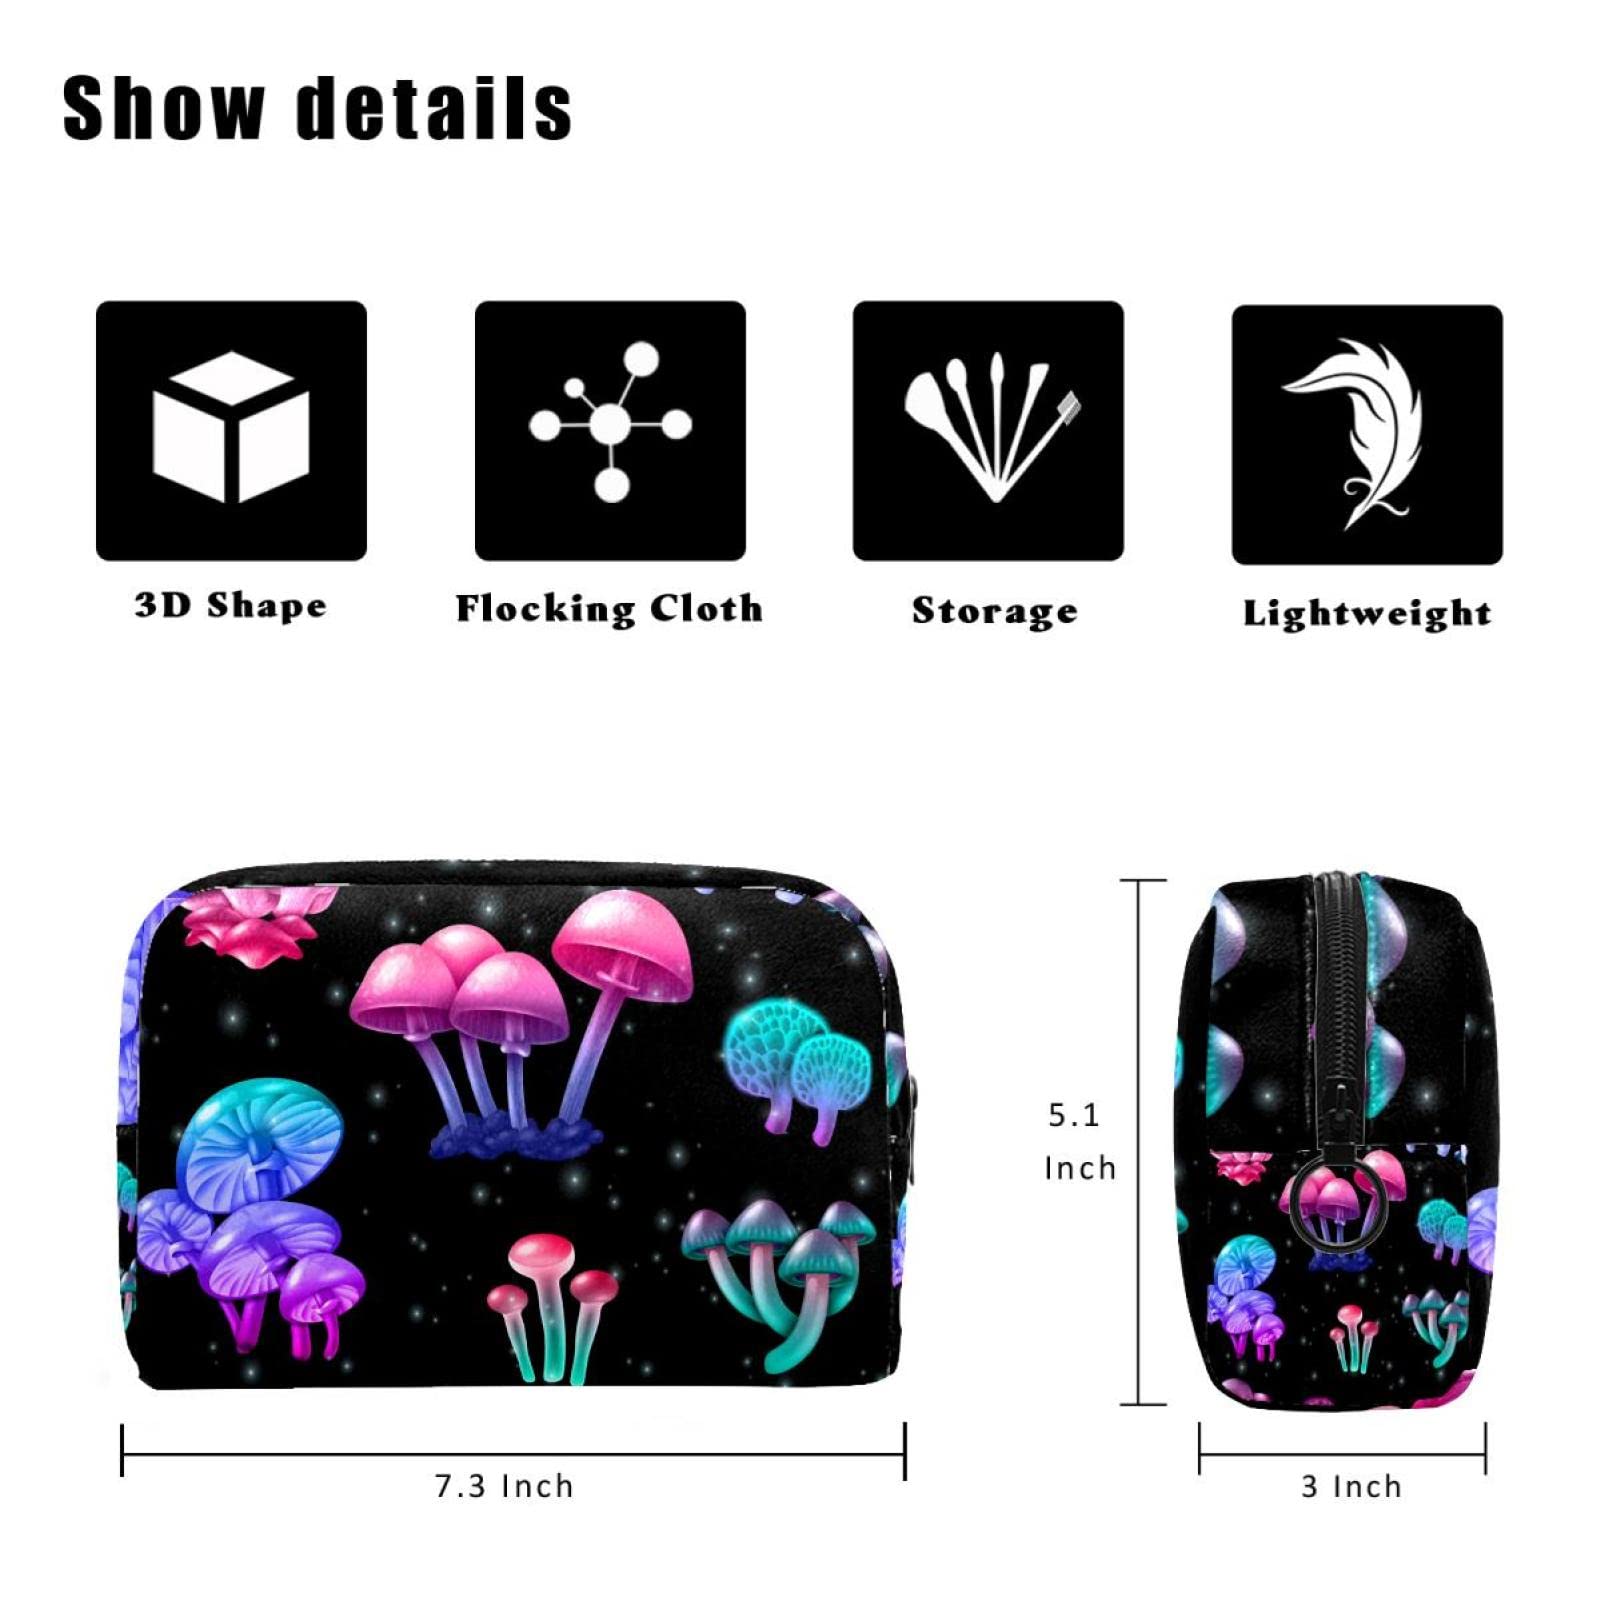 Show details
3D Shape
Flocking Cloth
Storage
Lightweight
5.1
Inch
7.3 Inch
3 Inch